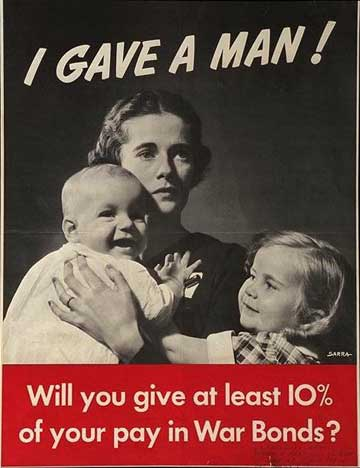 I GAVE A MAN!
SARRA
Will you give at least 10%
of your pay in War Bonds?